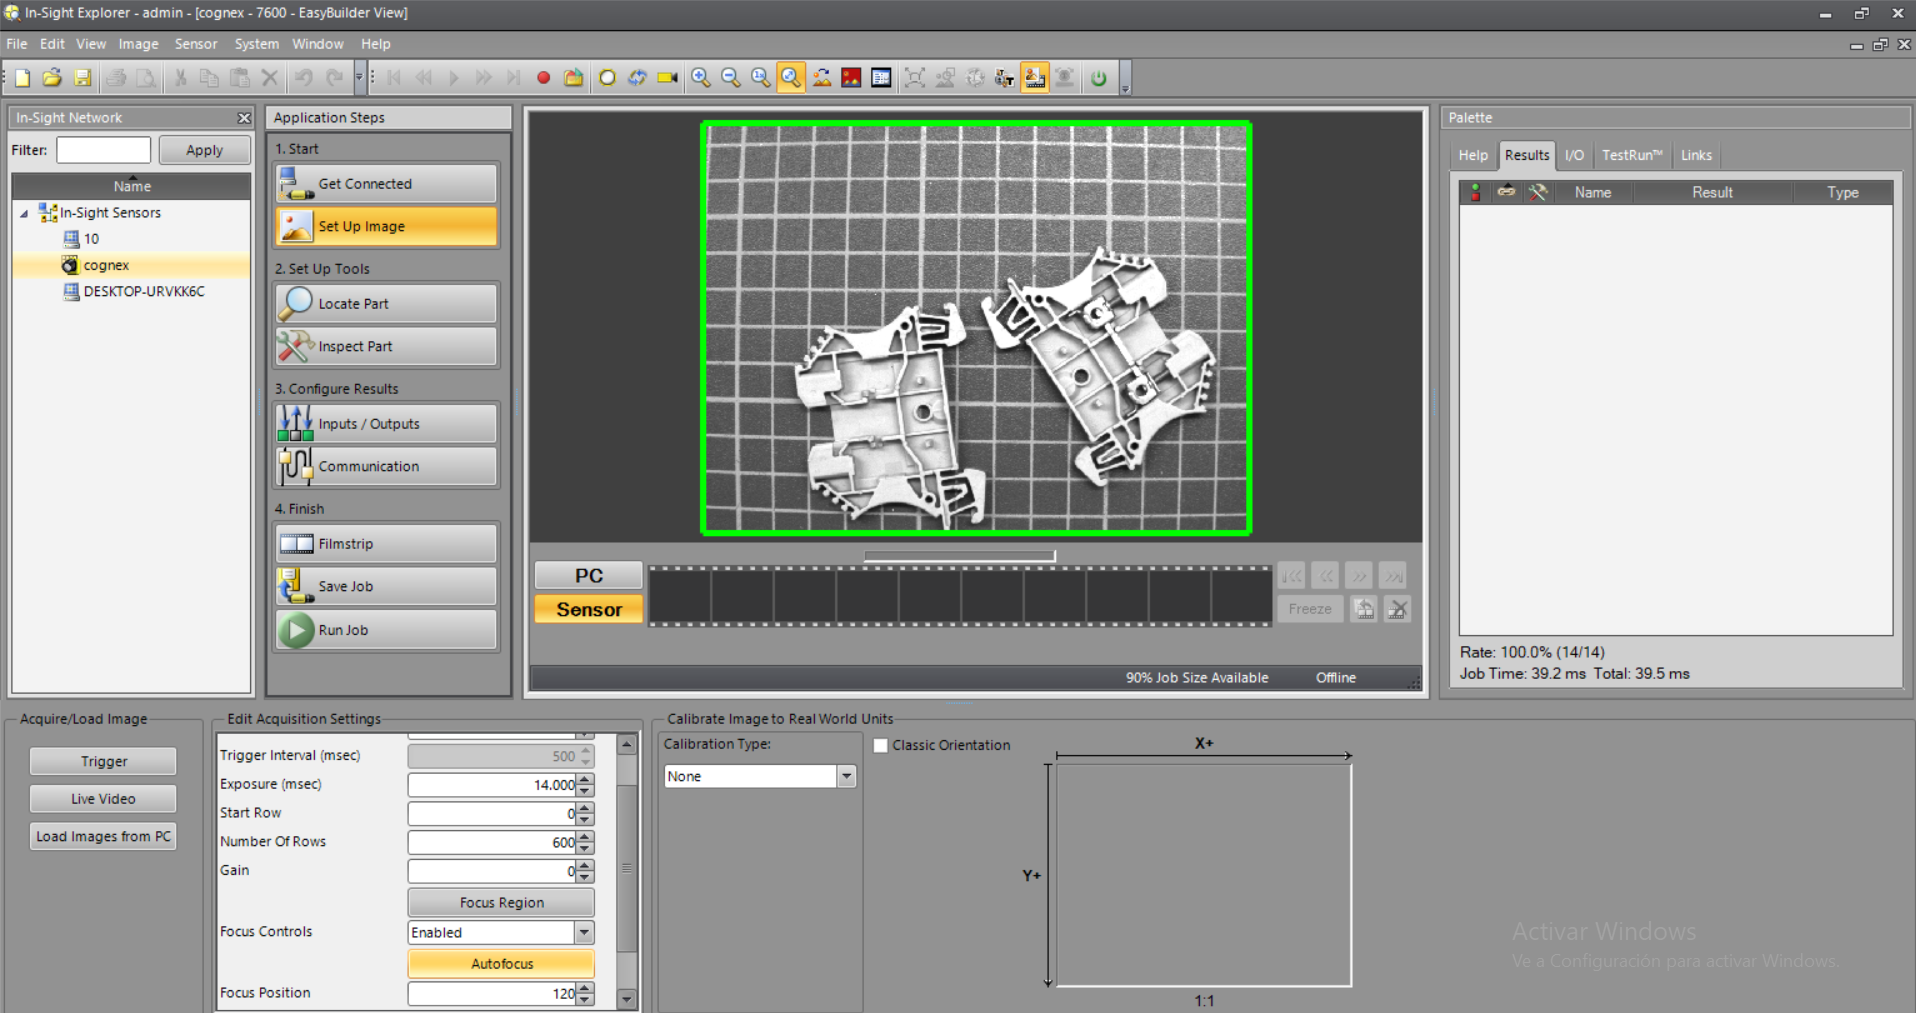 In-Sight Explorer - admin - [cognex - 7600 - EasyBuilder View]
File Edit View Image Sensor System Window Help
In-Sight Network
Filter:
Apply
Name
In-Sight Sensors
10
cognex
DESKTOP-URVKK6C
Application Steps
1. Start
Get Connected
Set Up Image
2. Set Up Tools
Locate Part
Inspect Part
3. Configure Results
Inputs / Outputs
Communication
4. Finish
Filmstrip
Save Job
Run Job
PC
Sensor
Freeze
90% Job Size Available Offline
Palette
Help Results I/O TestRun™ Links
Name Result Type
Rate: 100.0% (14/14)
Job Time: 39.2 ms Total: 39.5 ms
Acquire/Load Image
Trigger
Live Video
Load Images from PC
Edit Acquisition Settings
Trigger Interval (msec) 500
Exposure (msec) 14.000
Start Row 0
Number Of Rows 600
Gain 0
Focus Region
Focus Controls Enabled
Autofocus
Focus Position 120
Calibrate Image to Real World Units
Calibration Type:
None
Classic Orientation
X+
Y+
1:1
Activar Windows
Ve a Configuración para activar Windows.